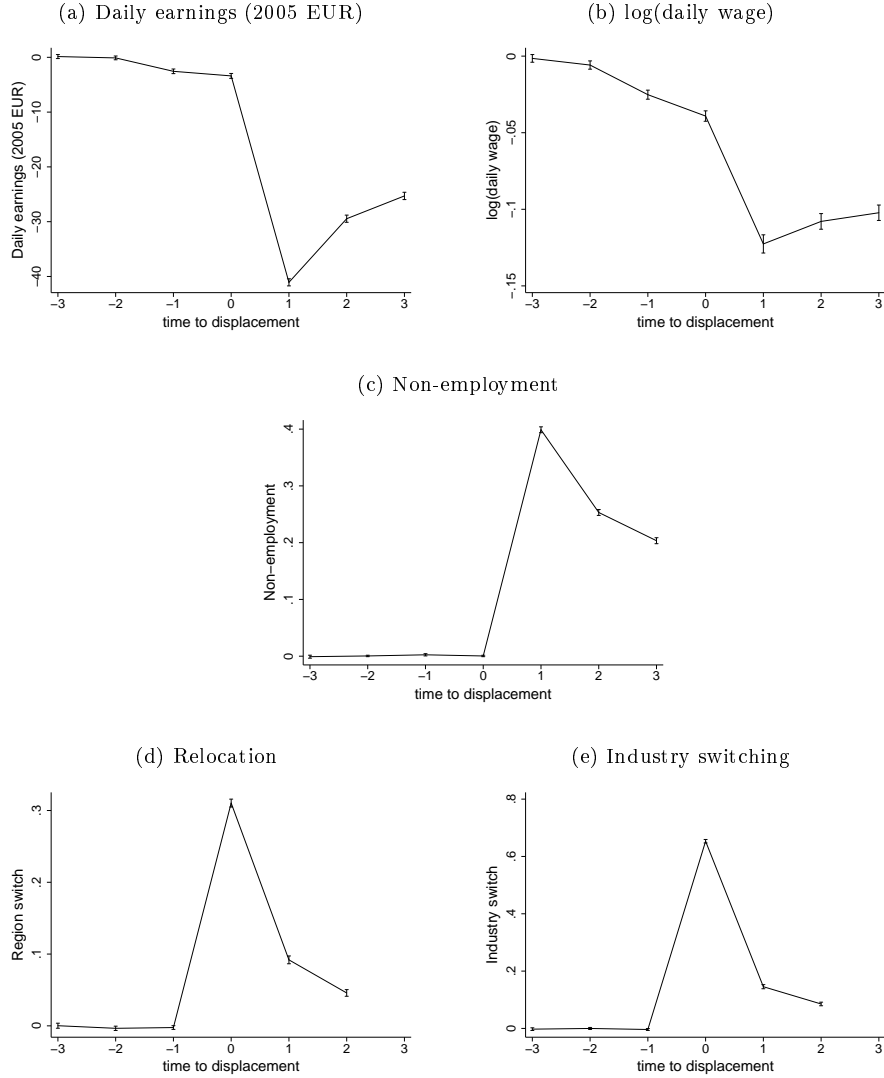 (a) Daily earnings (2005 EUR)
Daily earnings (2005 EUR)
0
−10
−20
−30
−40
−3 −2 −1 0 1 2 3
time to displacement
(b) log(daily wage)
log(daily wage)
0
−.05
−.1
−.15
−3 −2 −1 0 1 2 3
time to displacement
(c) Non-employment
Non−employment
.4
.3
.2
.1
0
−3 −2 −1 0 1 2 3
time to displacement
(d) Relocation
Region switch
.3
.2
.1
0
−3 −2 −1 0 1 2 3
time to displacement
(e) Industry switching
Industry switch
.8
.6
.4
.2
0
−3 −2 −1 0 1 2 3
time to displacement